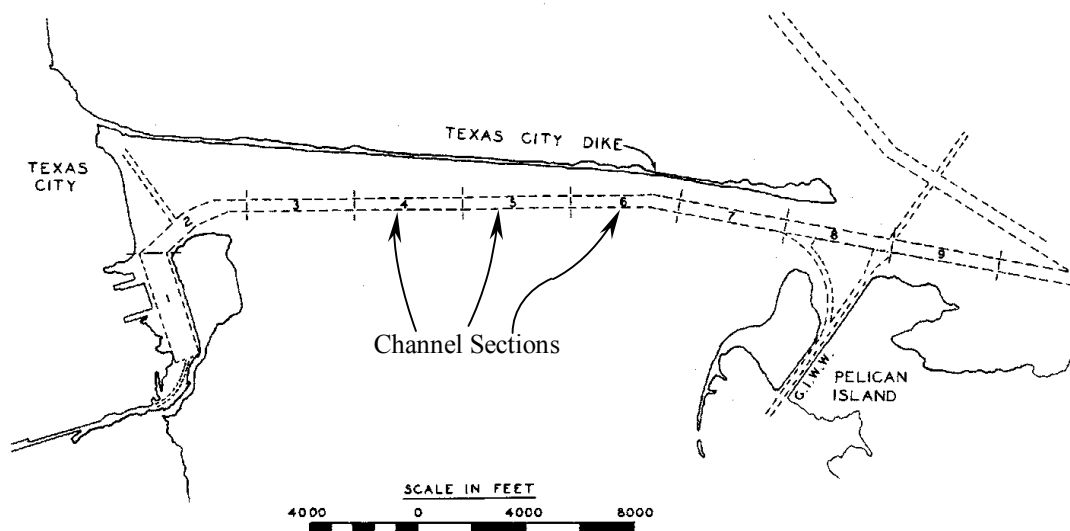 TEXAS CITY DIKE
TEXAS
CITY
2
3
4
5
6
7
8
9
1
Channel Sections
G.I.W.W.
PELICAN
ISLAND
SCALE IN FEET
4000 0 4000 8000